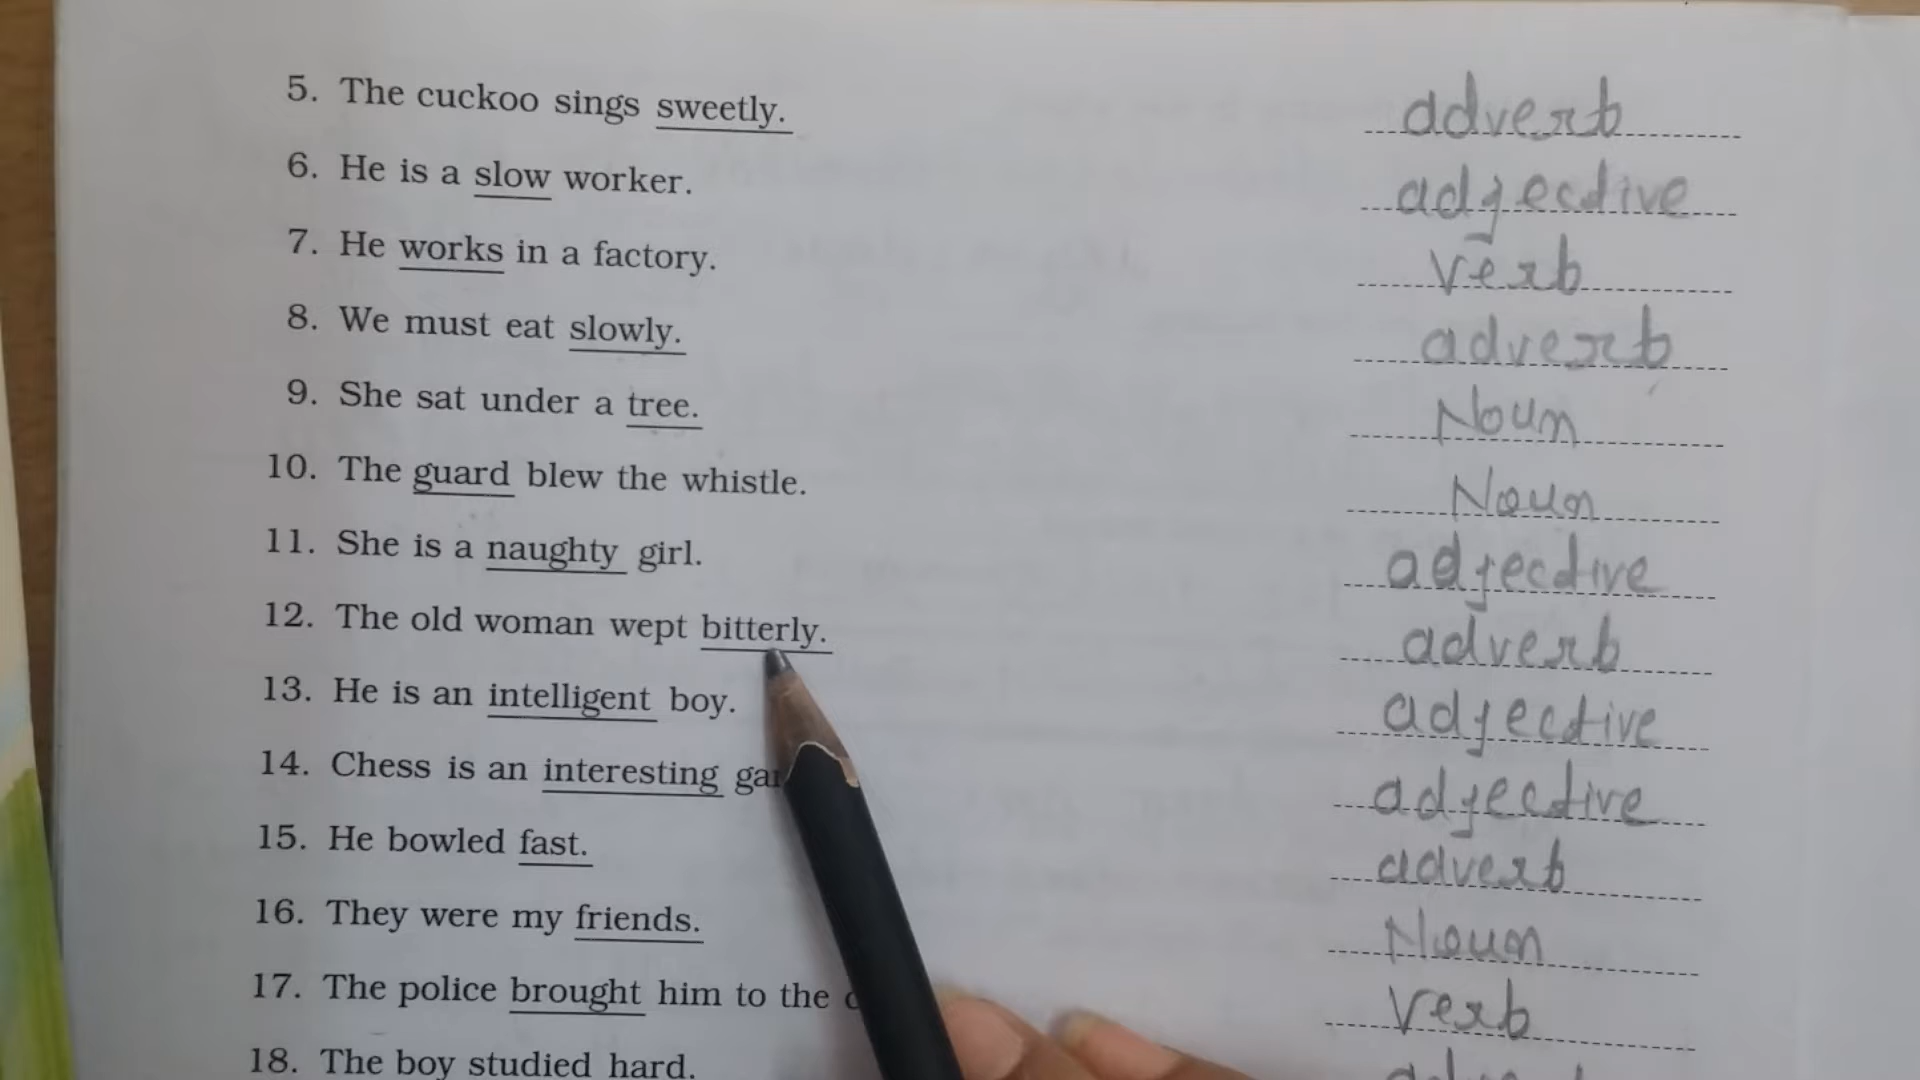 5. The cuckoo sings sweetly. adverb
6. He is a slow worker. adjective
7. He works in a factory. Verb
8. We must eat slowly. adverb
9. She sat under a tree. Noun
10. The guard blew the whistle. Noun
11. She is a naughty girl. adjective
12. The old woman wept bitterly. adverb
13. He is an intelligent boy. adjective
14. Chess is an interesting adjective
15. He bowled fast. adverb
16. They were my friends. Noun
17. The police brought him to the Verb
18. The boy studied hard.